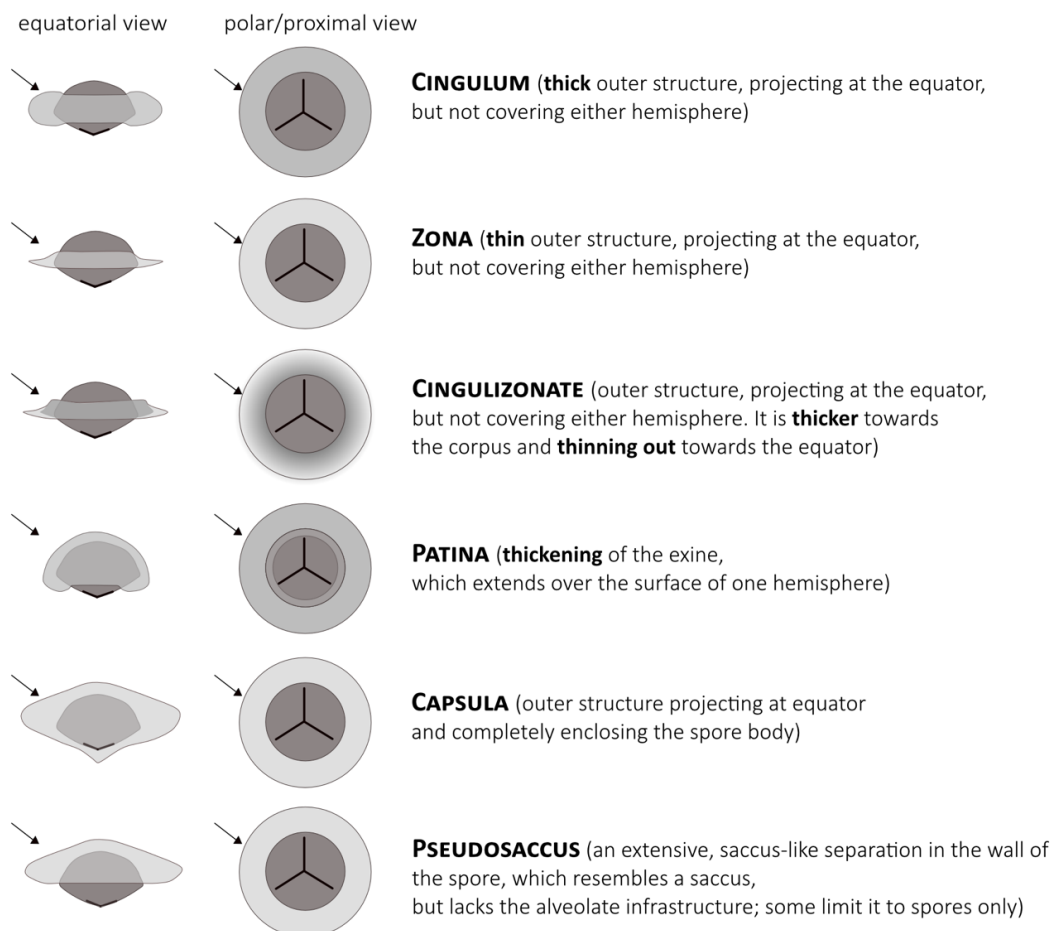 equatorial view
polar/proximal view
CINGULUM (thick outer structure, projecting at the equator,
but not covering either hemisphere)
ZONA (thin outer structure, projecting at the equator,
but not covering either hemisphere)
CINGULIZONATE (outer structure, projecting at the equator,
but not covering either hemisphere. It is thicker towards
the corpus and thinning out towards the equator)
PATINA (thickening of the exine,
which extends over the surface of one hemisphere)
CAPSULA (outer structure projecting at equator
and completely enclosing the spore body)
PSEUDOSACCUS (an extensive, saccus-like separation in the wall of
the spore, which resembles a saccus,
but lacks the alveolate infrastructure; some limit it to spores only)